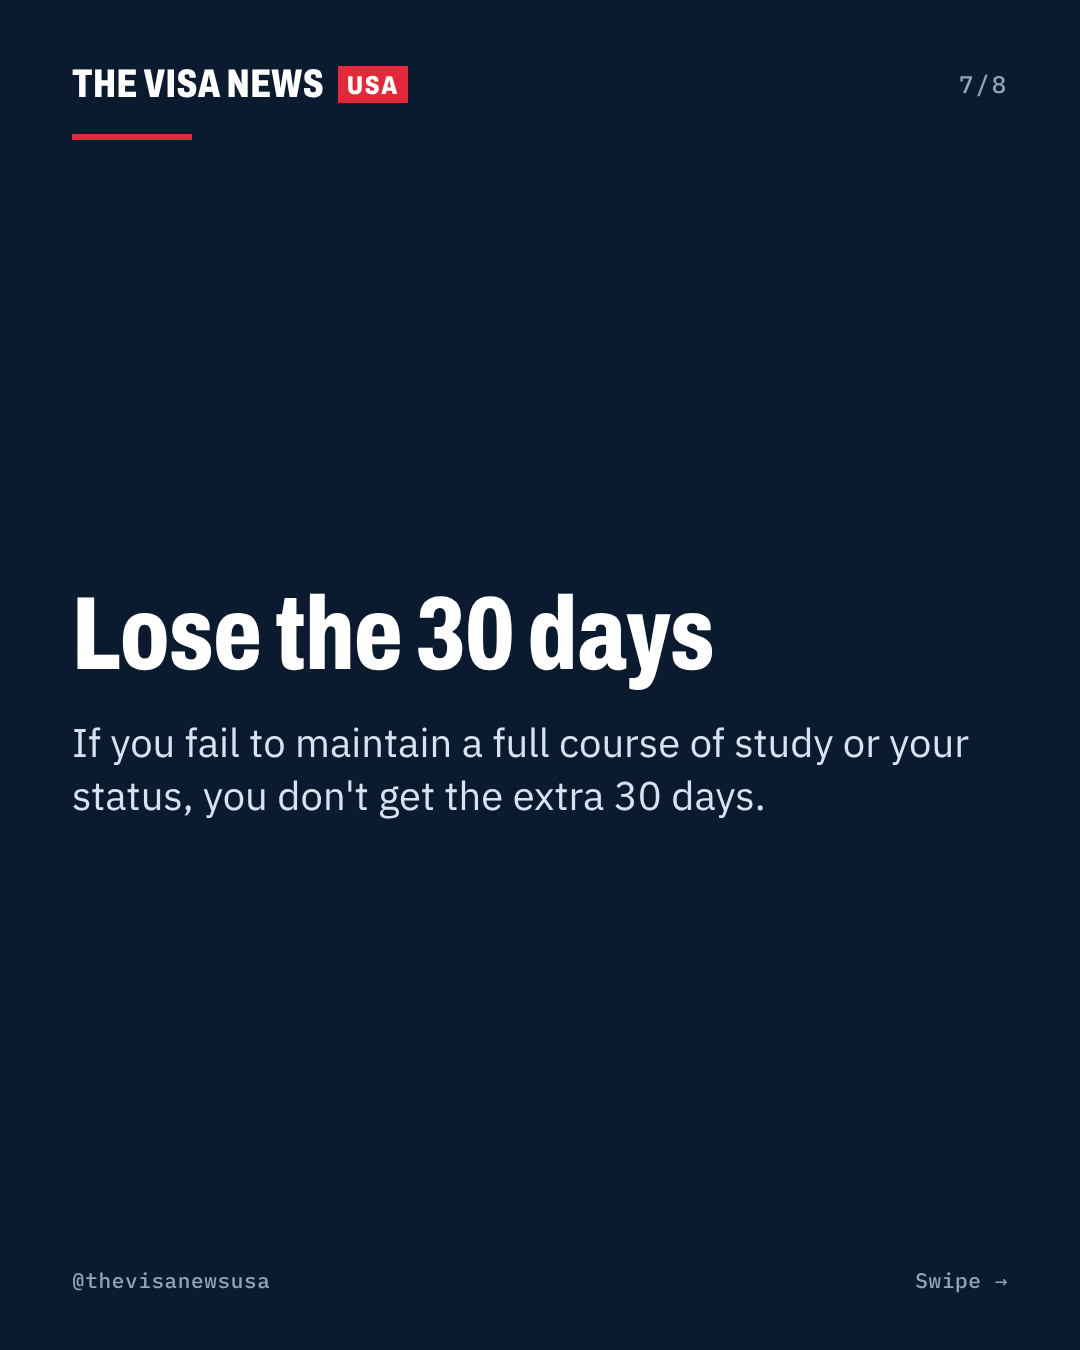 THE VISA NEWS USA
7/8
Lose the 30 days
If you fail to maintain a full course of study or your
status, you don't get the extra 30 days.
@thevisanewsusa
Swipe →